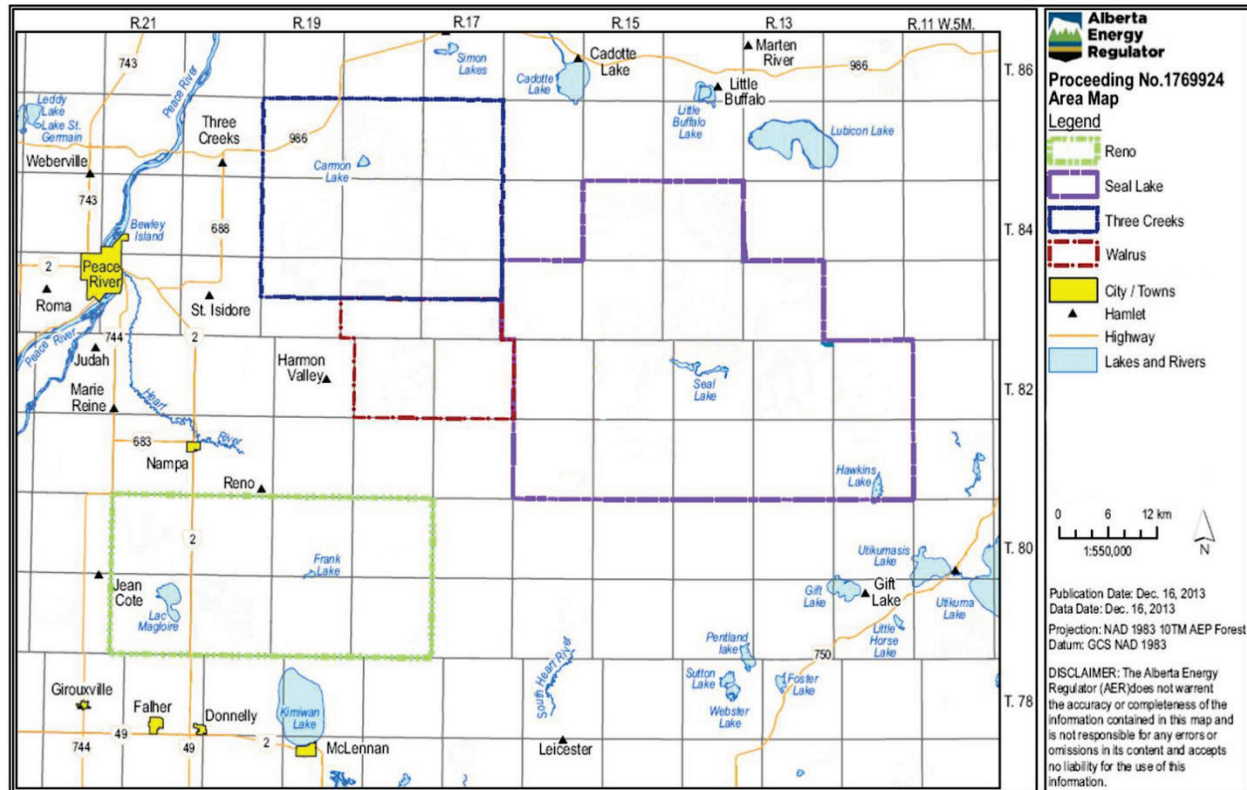 R.21
R.19
R.17
R.15
R.13
R.11 W.5M.
743
Peace River
Simon
Lakes
Cadotte
Lake
Cadotte
Lake
Marten
River
986
T. 86
Leddy
Lake
Lake St.
Germain
Three
Creeks
986
Little
Buffalo
Little
Buffalo
Lake
Lubicon Lake
Weberville
743
Carmon
Lake
743
688
Bewley
Island
T. 84
2
Peace
River
2
Roma
St. Isidore
744
2
Peace River
Judah
Harmon
Valley
Marie
Reine
Heart
River
Seal
Lake
T. 82
683
Nampa
Reno
Hawkins
Lake
2
Frank
Lake
T. 80
Jean
Cote
Lac
Magloire
Utikumasis
Lake
Gift
Lake
Gift
Lake
Utikuma
Lake
Little
Horse
Lake
Pentland
lake
750
South Heart River
Sutton
Lake
Foster
Lake
Webster
Lake
T. 78
Girouxville
Falher
Donnelly
Kimiwan
Lake
744
49
49
2
McLennan
Leicester
Alberta
Energy
Regulator
Proceeding No.1769924
Area Map
Legend
Reno
Seal Lake
Three Creeks
Walrus
City / Towns
Hamlet
Highway
Lakes and Rivers
0 6 12 km
1:550,000
N
Publication Date: Dec. 16, 2013
Data Date: Dec. 16, 2013
Projection: NAD 1983 10TM AEP Forest
Datum: GCS NAD 1983
DISCLAIMER: The Alberta Energy
Regulator (AER)does not warrent
the accuracy or completeness of the
information contained in this map and
is not responsible for any errors or
omissions in its content and accepts
no liability for the use of this
information.